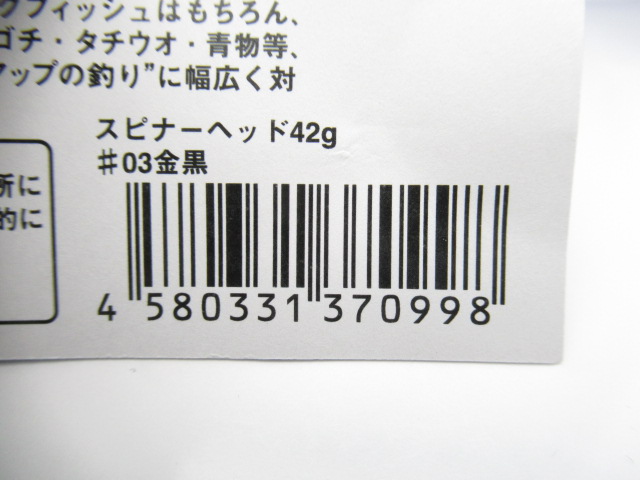 クフィッシュはもちろん、
ゴチ・タチウオ・青物等、
アップの釣り”に幅広く対
所に
的に
スピナーヘッド42g
♯03金黒
4 580331 370998